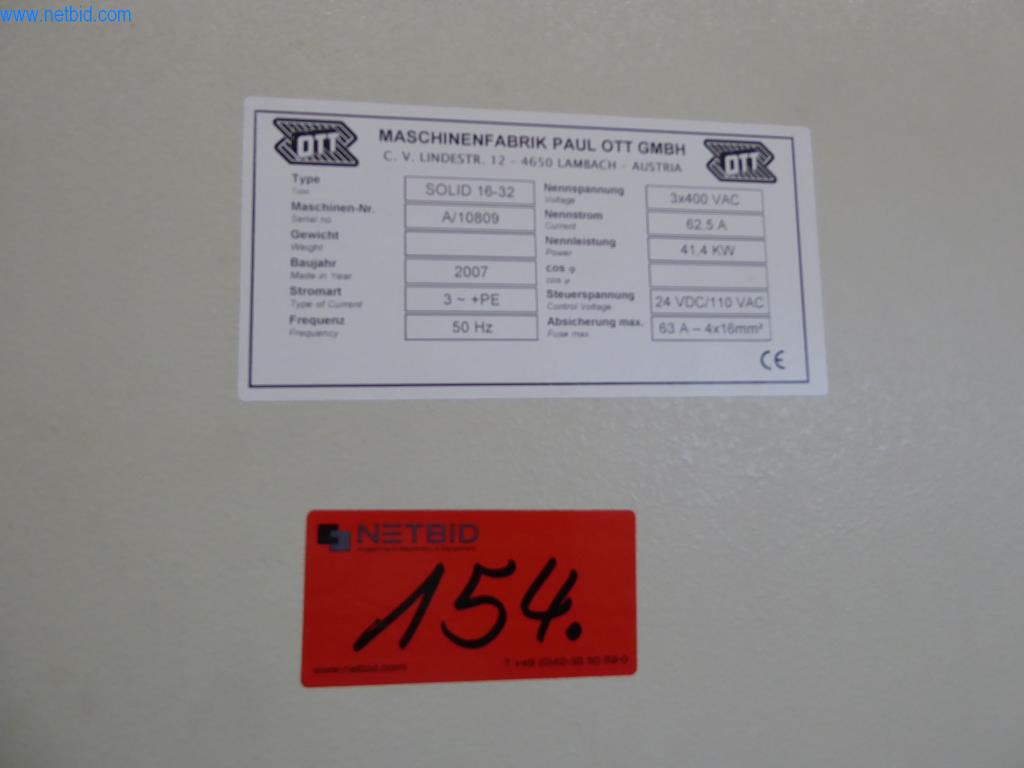 www.netbid.com
OTT
MASCHINENFABRIK PAUL OTT GMBH
C. V. LINDESTR. 12 - 4650 LAMBACH - AUSTRIA
OTT
Type SOLID 16-32 Nennspannung 3x400 VAC
Type Voltage
Maschinen-Nr. A/10809 Nennstrom 62,5 A
Serial no Current
Gewicht Nennleistung 41,4 KW
Weight Power
Baujahr 2007 cos φ
Made in Year cos φ
Stromart 3 ~ +PE Steuerspannung 24 VDC/110 VAC
Type of Current Control Voltage
Frequenz 50 Hz Absicherung max. 63 A – 4x16mm²
Frequency Fuse max.
CE
NETBID
154.
www.netbid.com